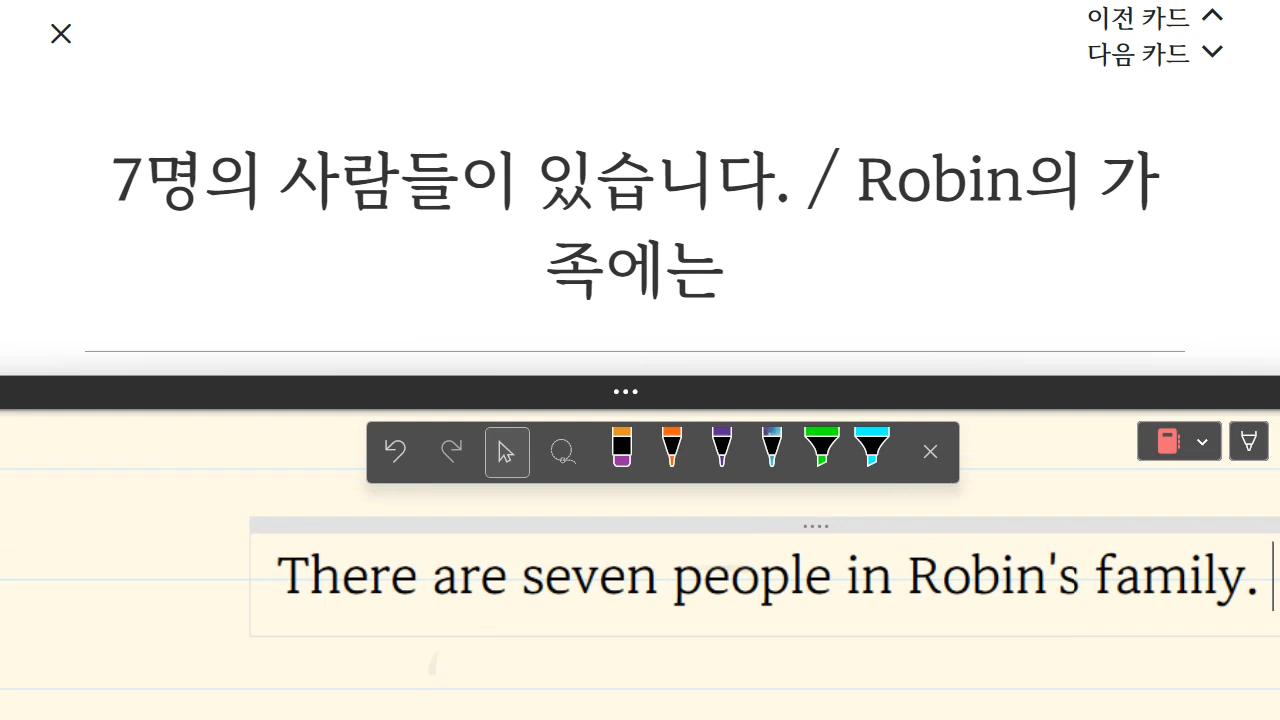 이전 카드
다음 카드
7명의 사람들이 있습니다. / Robin의 가
족에는
There are seven people in Robin's family.